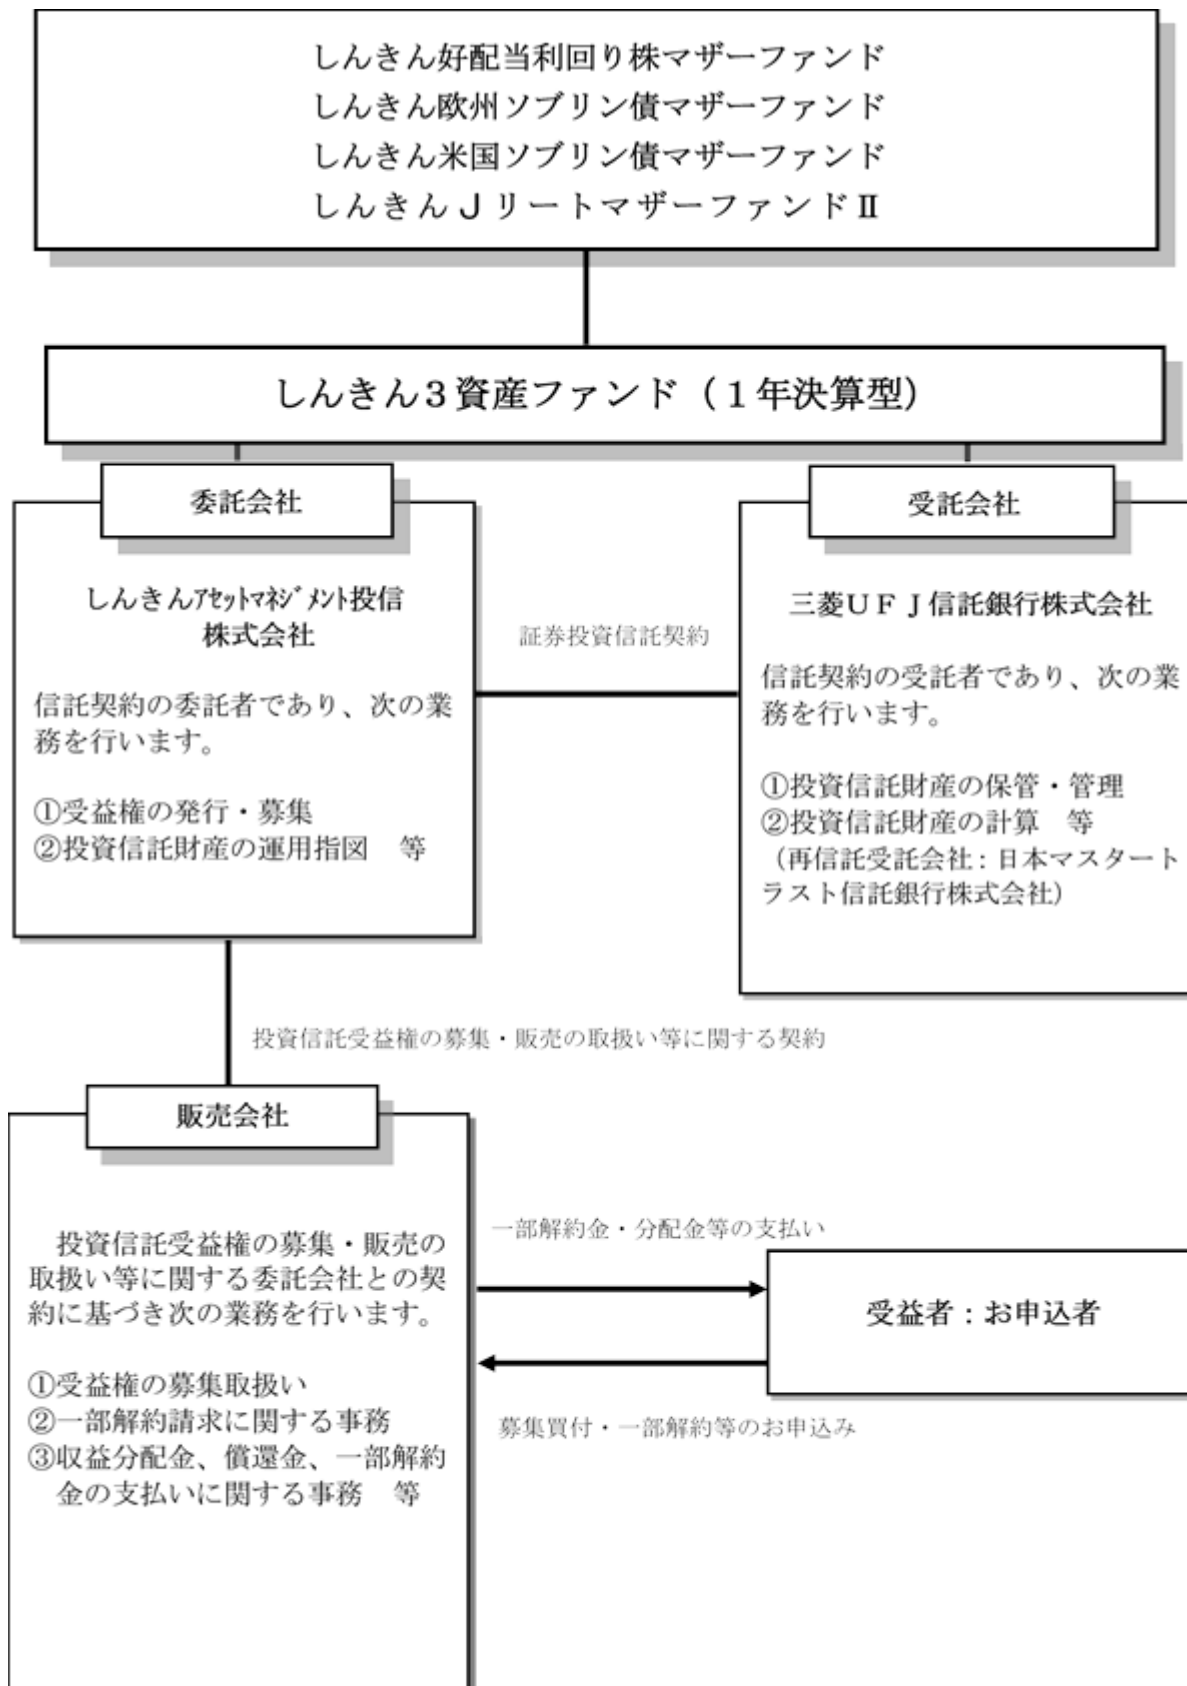 しんきん好配当利回り株マザーファンド
しんきん欧州ソブリン債マザーファンド
しんきん米国ソブリン債マザーファンド
しんきんJリートマザーファンドⅡ
しんきん3資産ファンド(1年決算型)
委託会社
しんきんアセットマネジメント投信
株式会社
信託契約の委託者であり、次の業
務を行います。
①受益権の発行・募集
②投資信託財産の運用指図 等
証券投資信託契約
受託会社
三菱UFJ信託銀行株式会社
信託契約の受託者であり、次の業
務を行います。
①投資信託財産の保管・管理
②投資信託財産の計算 等
(再信託受託会社:日本マスタート
ラスト信託銀行株式会社)
投資信託受益権の募集・販売の取扱い等に関する契約
販売会社
投資信託受益権の募集・販売の
取扱い等に関する委託会社との契
約に基づき次の業務を行います。
①受益権の募集取扱い
②一部解約請求に関する事務
③収益分配金、償還金、一部解約
金の支払いに関する事務 等
一部解約金・分配金等の支払い
受益者:お申込者
募集買付・一部解約等のお申込み